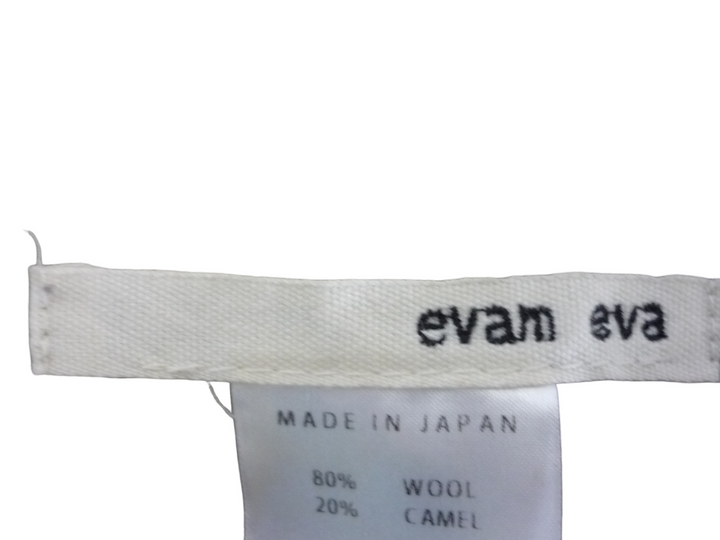 evam eva
MADE IN JAPAN
80% WOOL
20% CAMEL